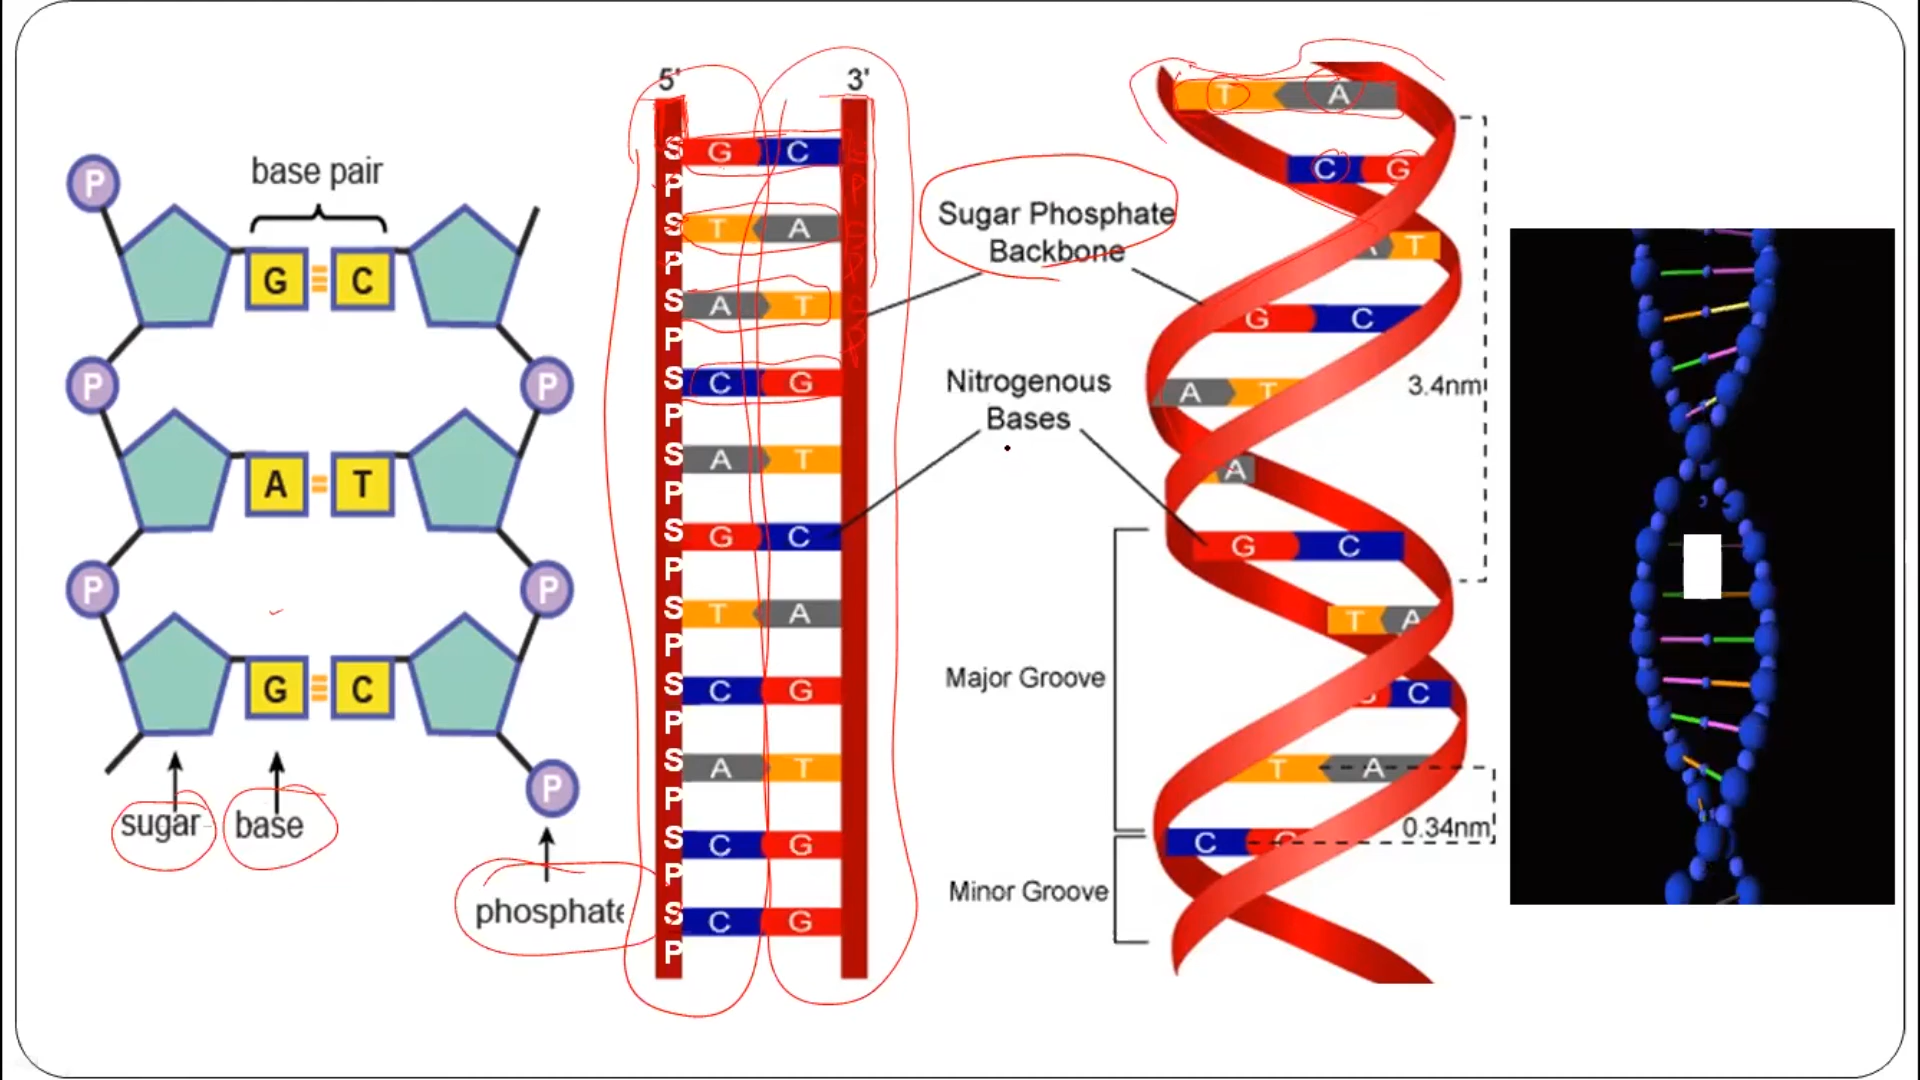 P
base pair
G C
P P
A T
P P
G C
P
sugar
base
phosphate
5' 3'
S G C
P
S T A
P
S A T
P
S C G
P
S A T
P
S G C
P
S T A
P
S C G
P
S A T
P
S C G
P
S C G
P
Sugar Phosphate
Backbone
Nitrogenous
Bases
Major Groove
Minor Groove
T A
C G
A T
G C
A T
A
G C
T A
C
T A
C G
3.4nm
0.34nm